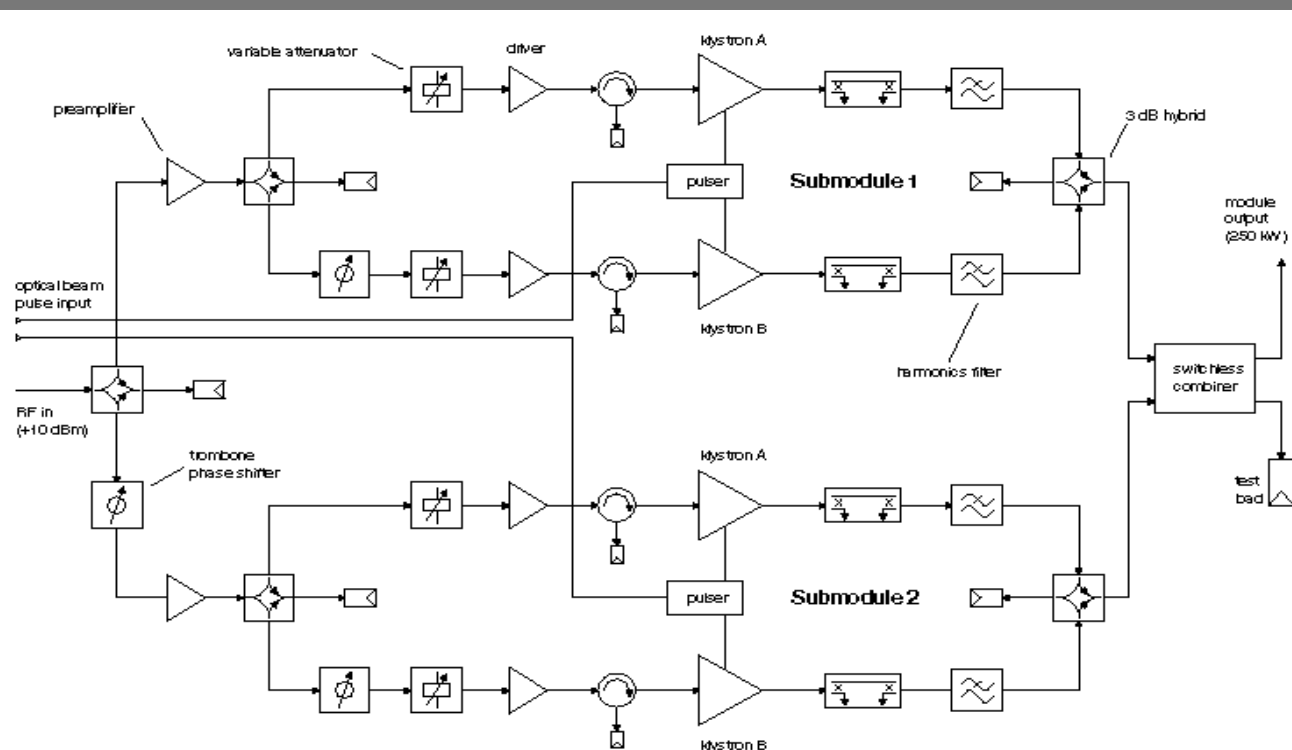 variable attenuator
driver
klystron A
preamplifier
3 dB hybrid
pulser
Submodule 1
module
output
(250 kW)
optical beam
pulse input
klystron B
harmonics filter
switchless
combiner
RF in
(+10 dBm)
trombone
phase shifter
klystron A
test
load
pulser
Submodule 2
klystron B